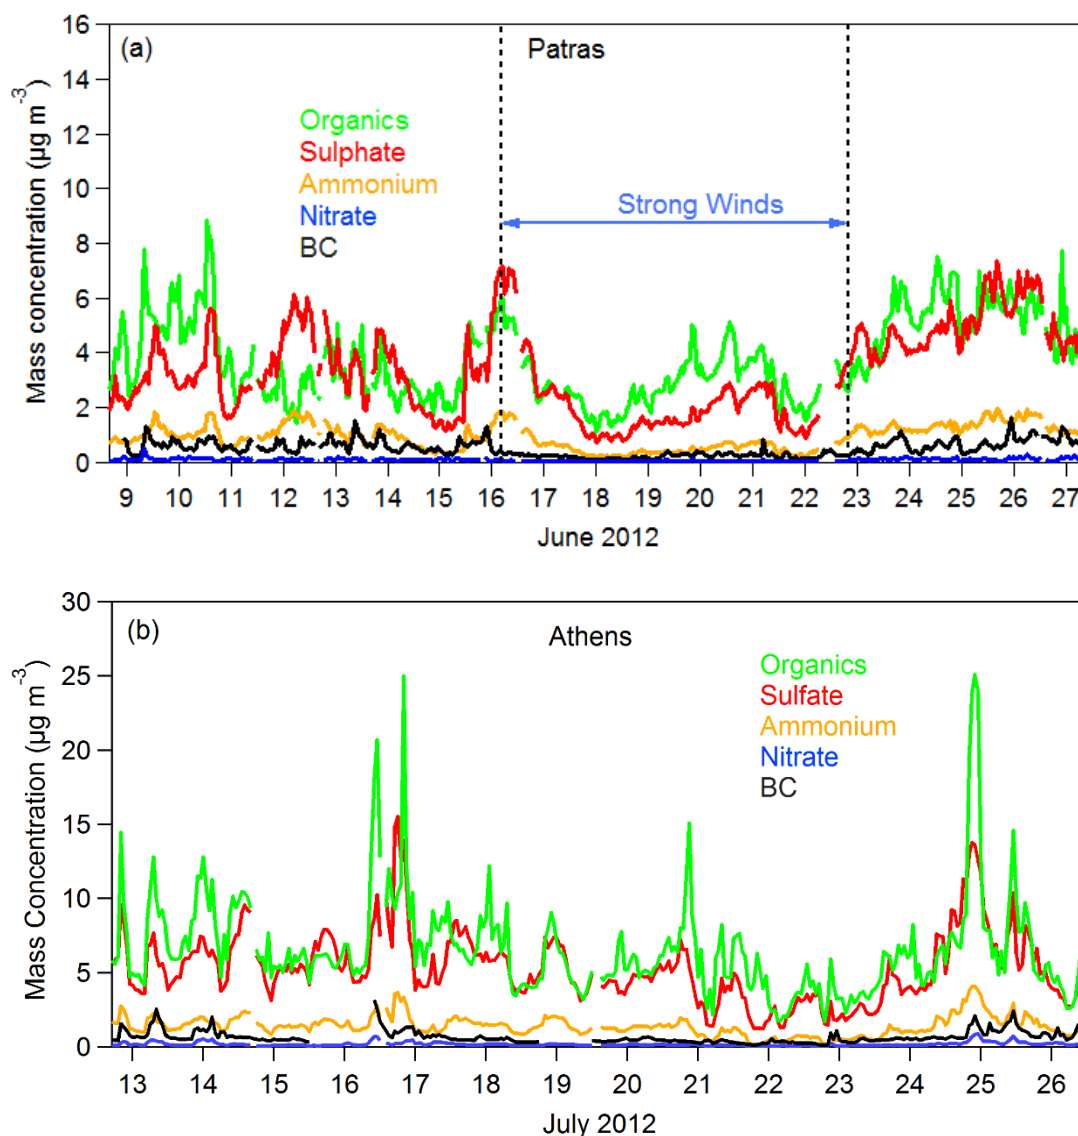 (a)
Patras
Organics
Sulphate
Ammonium
Nitrate
BC
Strong Winds
Mass concentration (µg m⁻³)
16
14
12
10
8
6
4
2
0
9 10 11 12 13 14 15 16 17 18 19 20 21 22 23 24 25 26 27
June 2012
(b)
Athens
Organics
Sulfate
Ammonium
Nitrate
BC
Mass Concentration (µg m⁻³)
30
25
20
15
10
5
0
13 14 15 16 17 18 19 20 21 22 23 24 25 26
July 2012